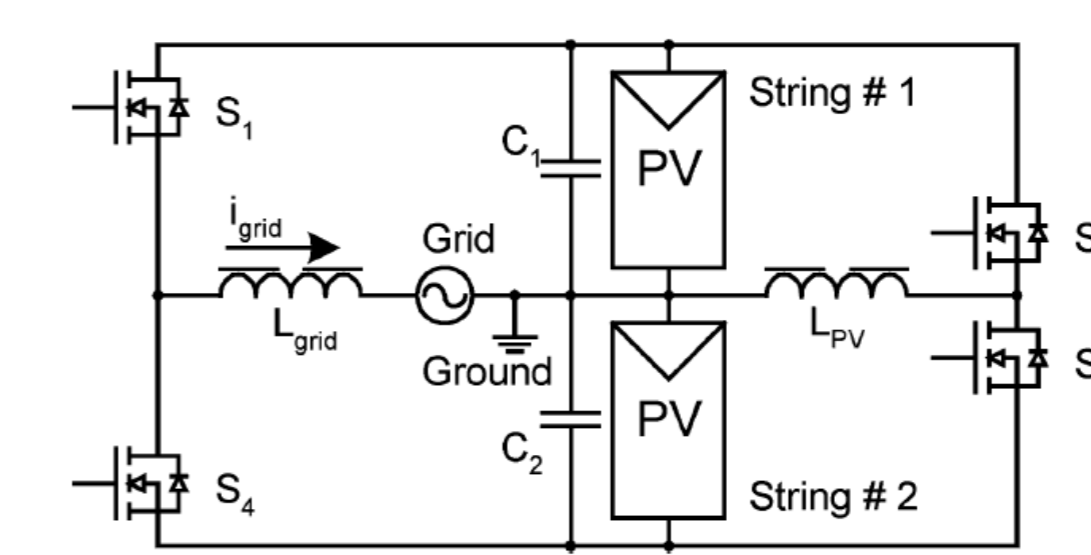 String # 1
S1
C1
PV
igrid
Grid
S
Lgrid
LPV
Ground
S
PV
C2
S4
String # 2